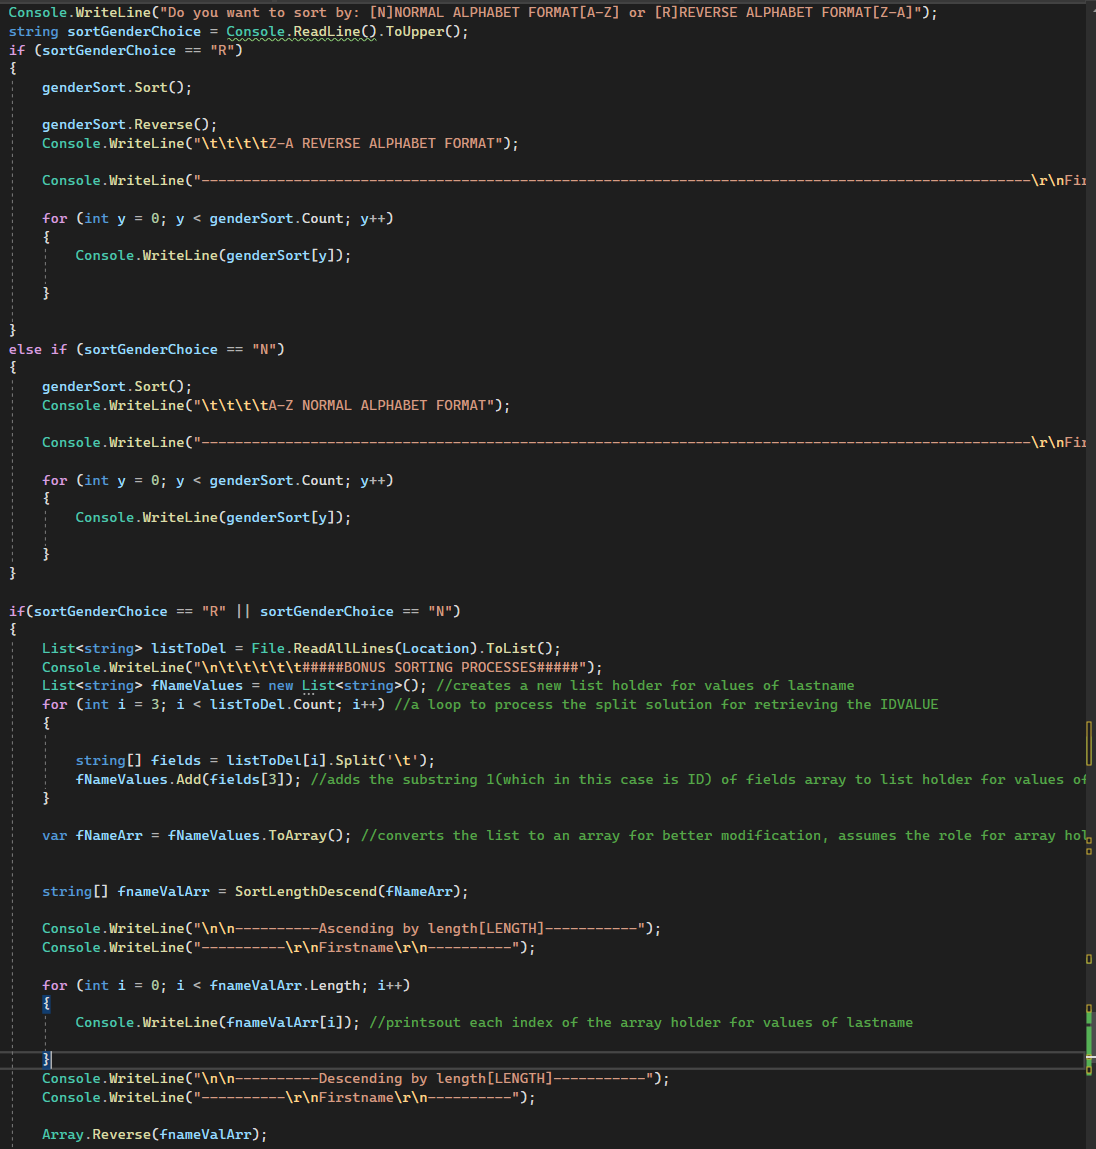 Console.WriteLine("Do you want to sort by: [N]NORMAL ALPHABET FORMAT[A-Z] or [R]REVERSE ALPHABET FORMAT[Z-A]");
string sortGenderChoice = Console.ReadLine().ToUpper();
if (sortGenderChoice == "R")
{
genderSort.Sort();
genderSort.Reverse();
Console.WriteLine("\t\t\t\tZ-A REVERSE ALPHABET FORMAT");
Console.WriteLine("---------------------------------------------------------------------------------------------------\r\nFir
for (int y = 0; y < genderSort.Count; y++)
{
Console.WriteLine(genderSort[y]);
}
}
else if (sortGenderChoice == "N")
{
genderSort.Sort();
Console.WriteLine("\t\t\t\tA-Z NORMAL ALPHABET FORMAT");
Console.WriteLine("---------------------------------------------------------------------------------------------------\r\nFir
for (int y = 0; y < genderSort.Count; y++)
{
Console.WriteLine(genderSort[y]);
}
}
if(sortGenderChoice == "R" || sortGenderChoice == "N")
{
List<string> listToDel = File.ReadAllLines(Location).ToList();
Console.WriteLine("\n\t\t\t\t\t#####BONUS SORTING PROCESSES#####");
List<string> fNameValues = new List<string>(); //creates a new list holder for values of lastname
for (int i = 3; i < listToDel.Count; i++) //a loop to process the split solution for retrieving the IDVALUE
{
string[] fields = listToDel[i].Split('\t');
fNameValues.Add(fields[3]); //adds the substring 1(which in this case is ID) of fields array to list holder for values of
}
var fNameArr = fNameValues.ToArray(); //converts the list to an array for better modification, assumes the role for array hol
string[] fnameValArr = SortLengthDescend(fNameArr);
Console.WriteLine("\n\n----------Ascending by length[LENGTH]-----------");
Console.WriteLine("----------\r\nFirstname\r\n----------");
for (int i = 0; i < fnameValArr.Length; i++)
{
Console.WriteLine(fnameValArr[i]); //printsout each index of the array holder for values of lastname
}
Console.WriteLine("\n\n----------Descending by length[LENGTH]-----------");
Console.WriteLine("----------\r\nFirstname\r\n----------");
Array.Reverse(fnameValArr);